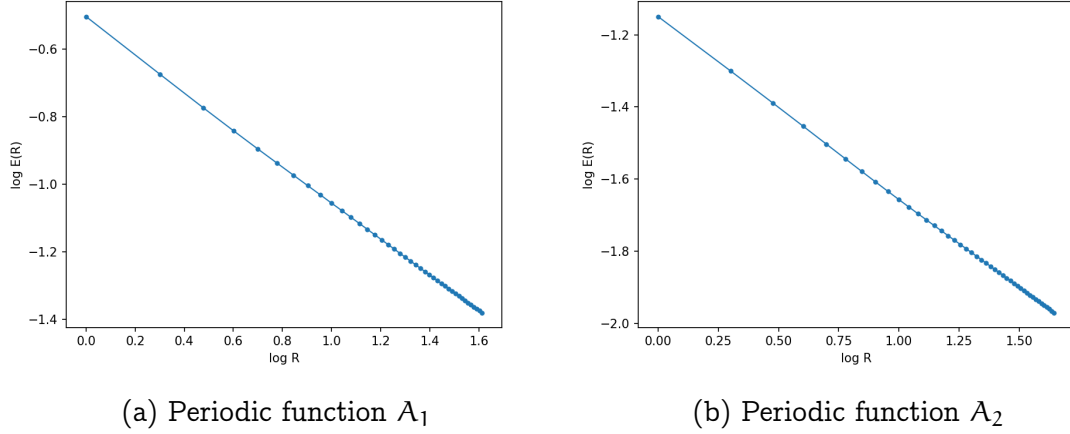 −0.6
−0.8
−1.0
−1.2
−1.4
log E(R)
0.0 0.2 0.4 0.6 0.8 1.0 1.2 1.4 1.6
log R
(a) Periodic function A₁
−1.2
−1.4
−1.6
−1.8
−2.0
log E(R)
0.00 0.25 0.50 0.75 1.00 1.25 1.50
log R
(b) Periodic function A₂